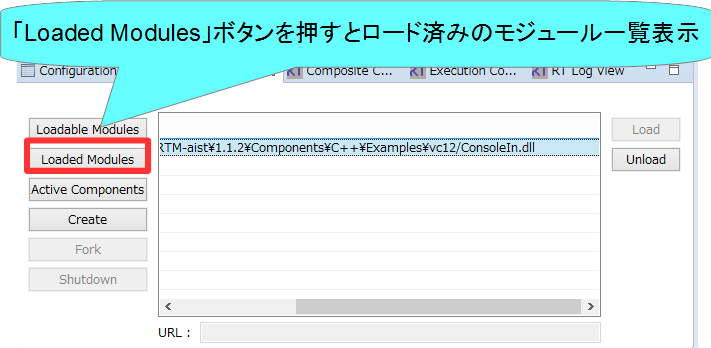 「Loaded Modules」ボタンを押すとロード済みのモジュール一覧表示
Configuration
Composite C...
Execution Co...
RT Log View
Loadable Modules
Loaded Modules
Active Components
Create
Fork
Shutdown
RTM-aist¥1.1.2¥Components¥C++¥Examples¥vc12/ConsoleIn.dll
Load
Unload
URL :